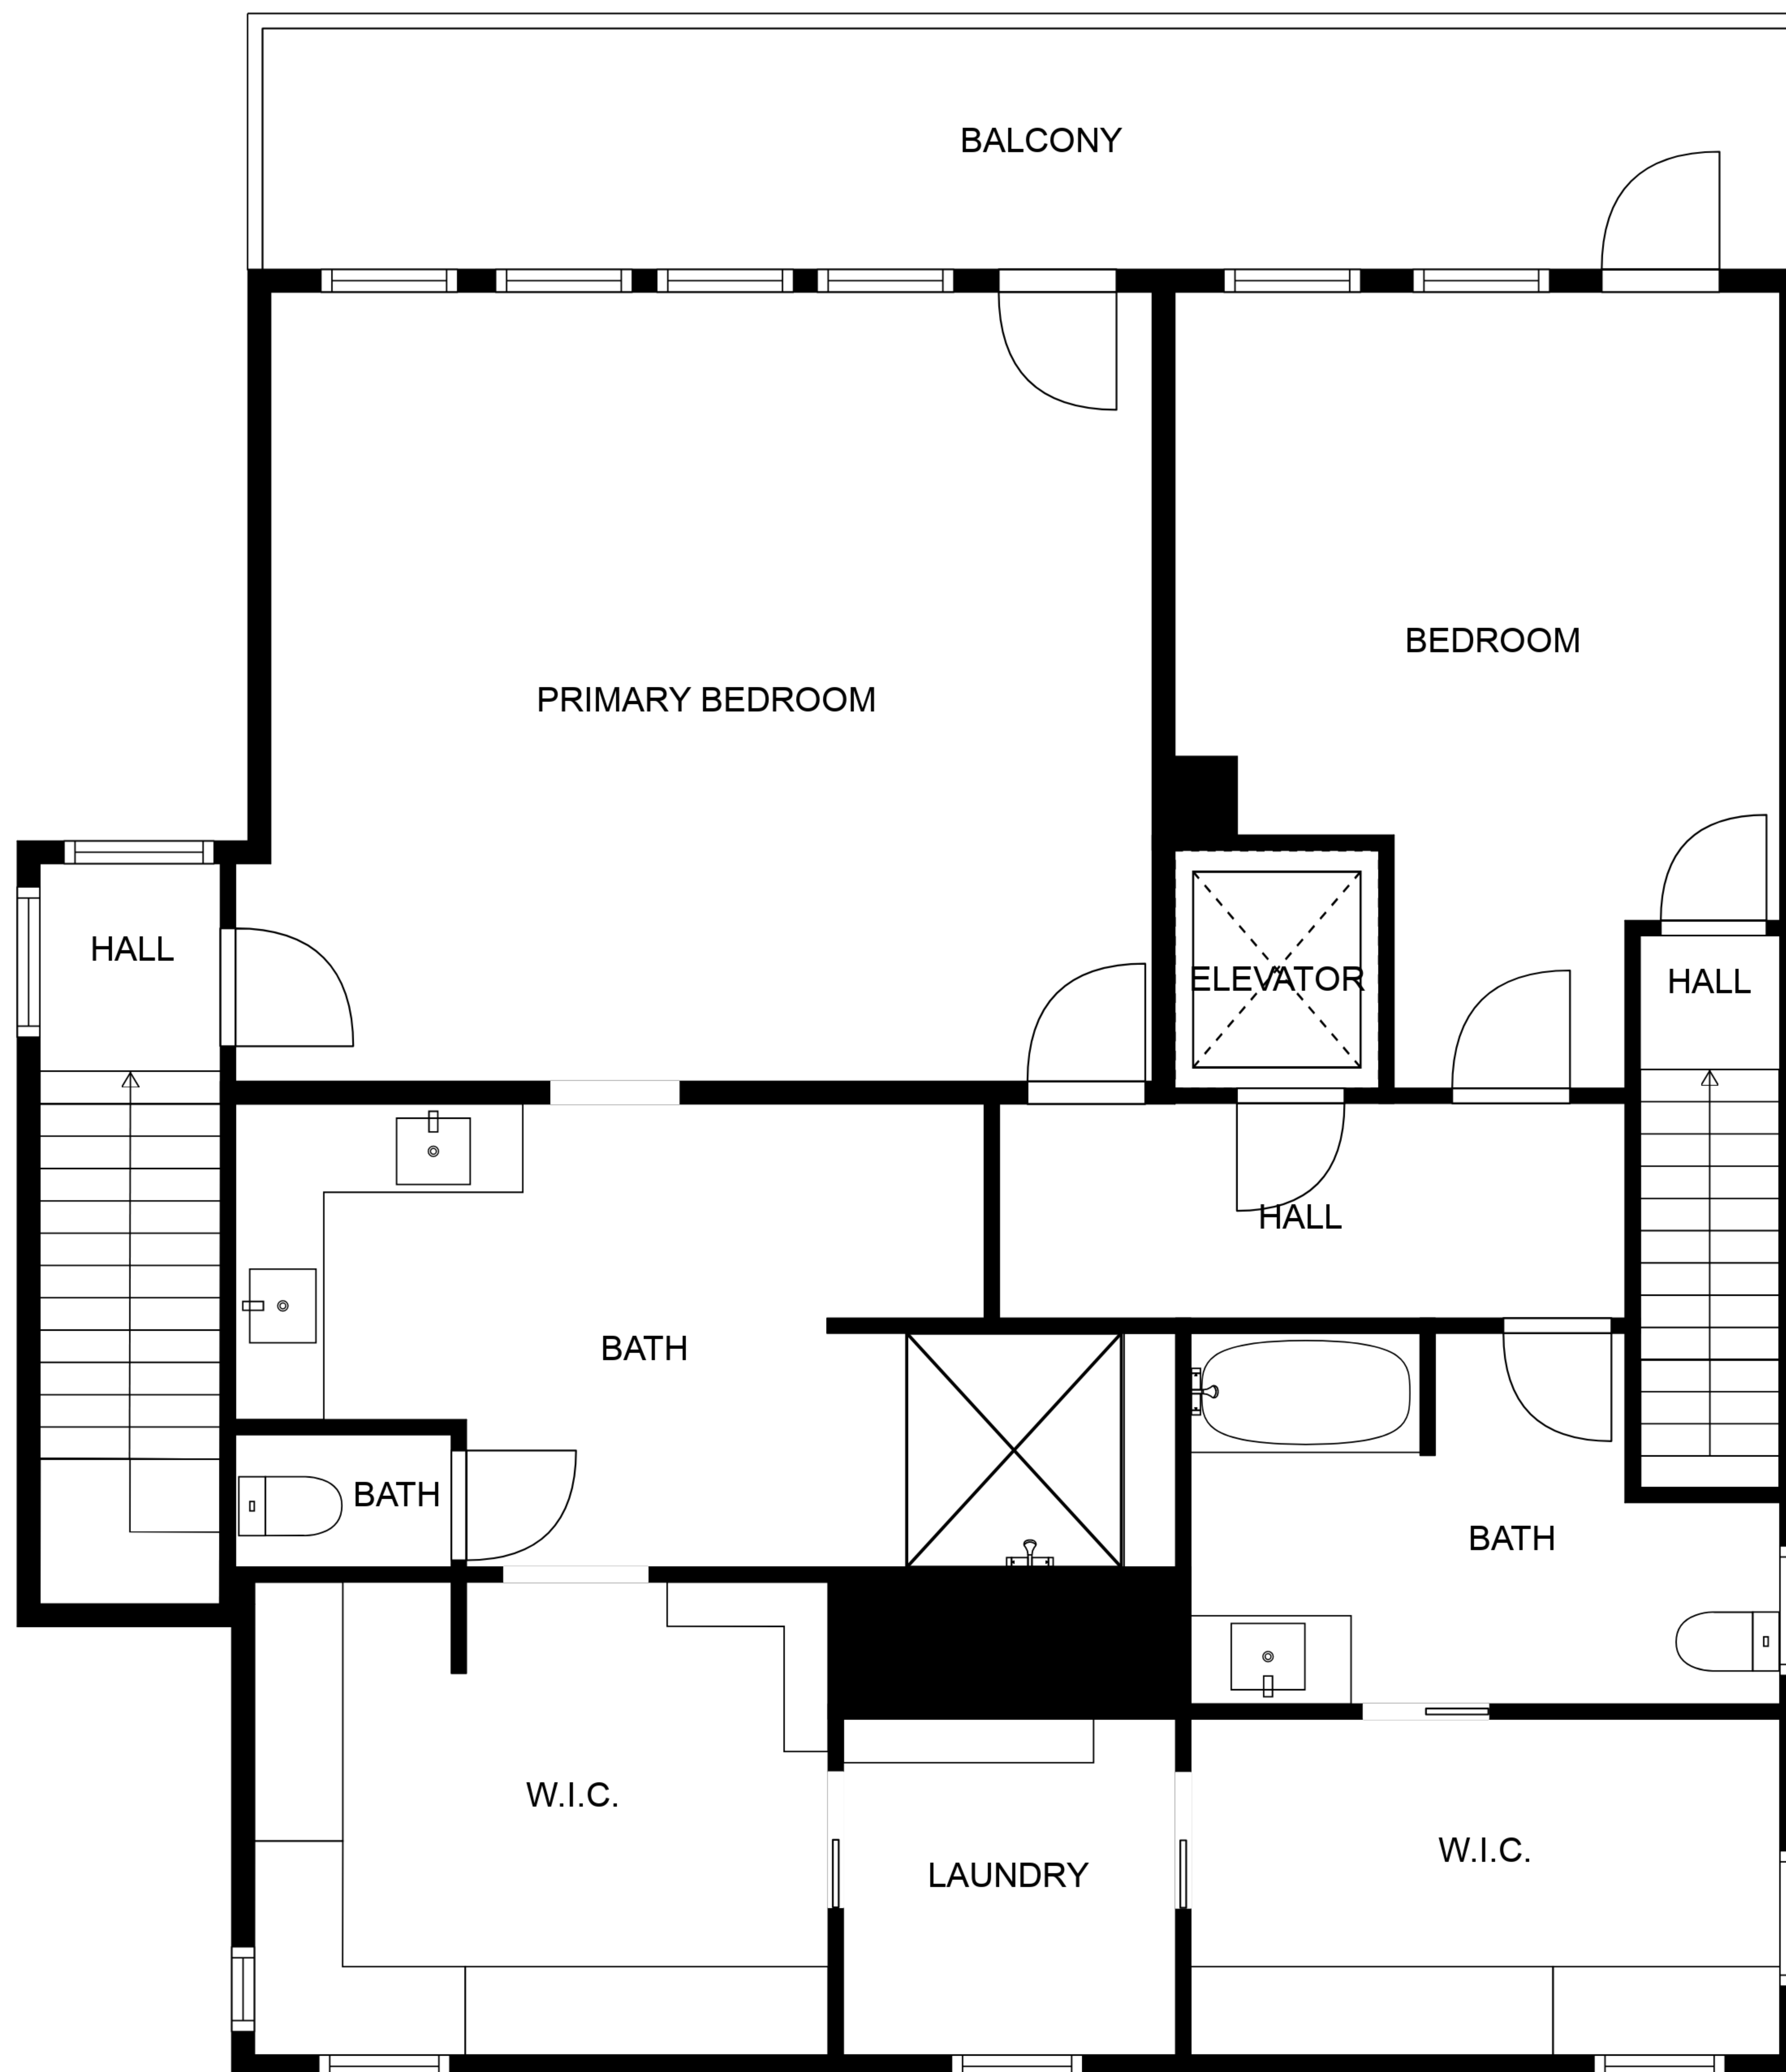 BALCONY
BEDROOM
PRIMARY BEDROOM
HALL
ELEVATOR
HALL
HALL
BATH
BATH
BATH
W.I.C.
W.I.C.
LAUNDRY